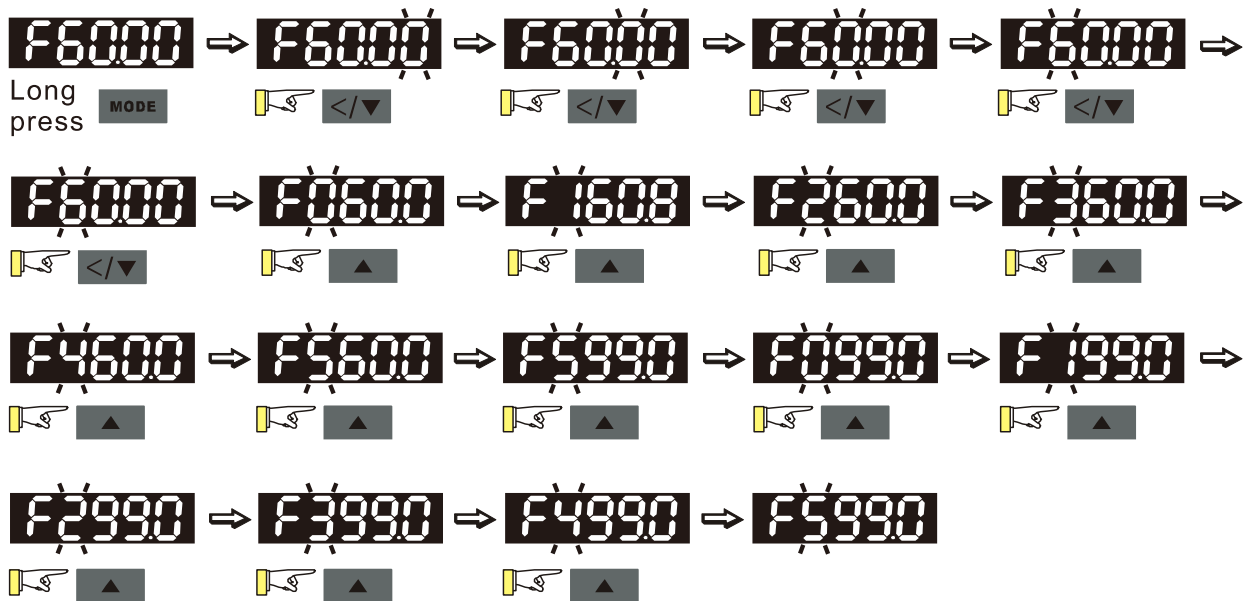 F60.00 F60.00 F60.00 F60.00 F60.00
Long
press MODE </▼ </▼ </▼ </▼
F60.00 F060.0 F160.8 F260.0 F360.0
</▼ ▲ ▲ ▲ ▲
F460.0 F560.0 F599.0 F099.0 F199.0
▲ ▲ ▲ ▲ ▲
F299.0 F399.0 F499.0 F599.0
▲ ▲ ▲